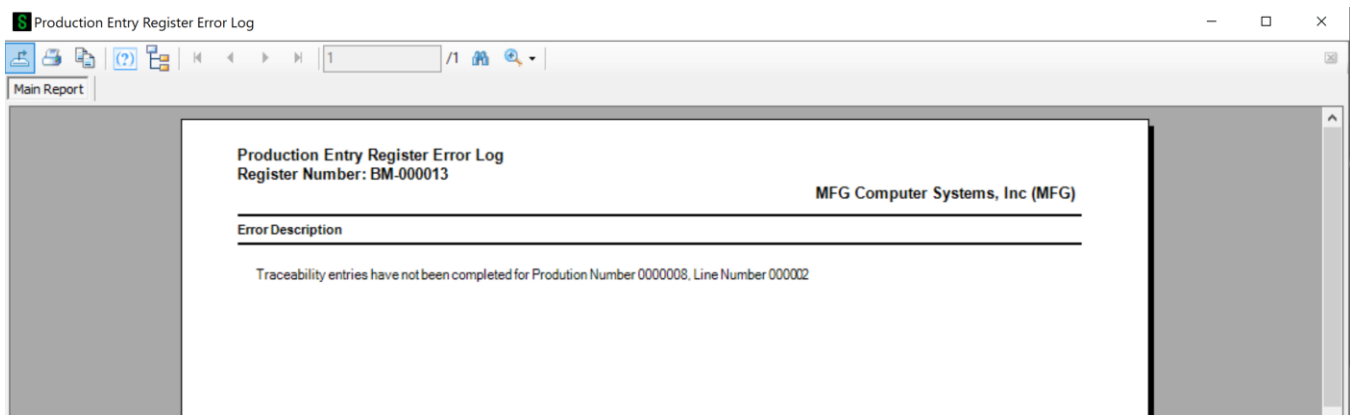 S Production Entry Register Error Log
(?) 1 /1
Main Report
Production Entry Register Error Log
Register Number: BM-000013
MFG Computer Systems, Inc (MFG)
Error Description
Traceability entries have not been completed for Prodution Number 0000008, Line Number 000002